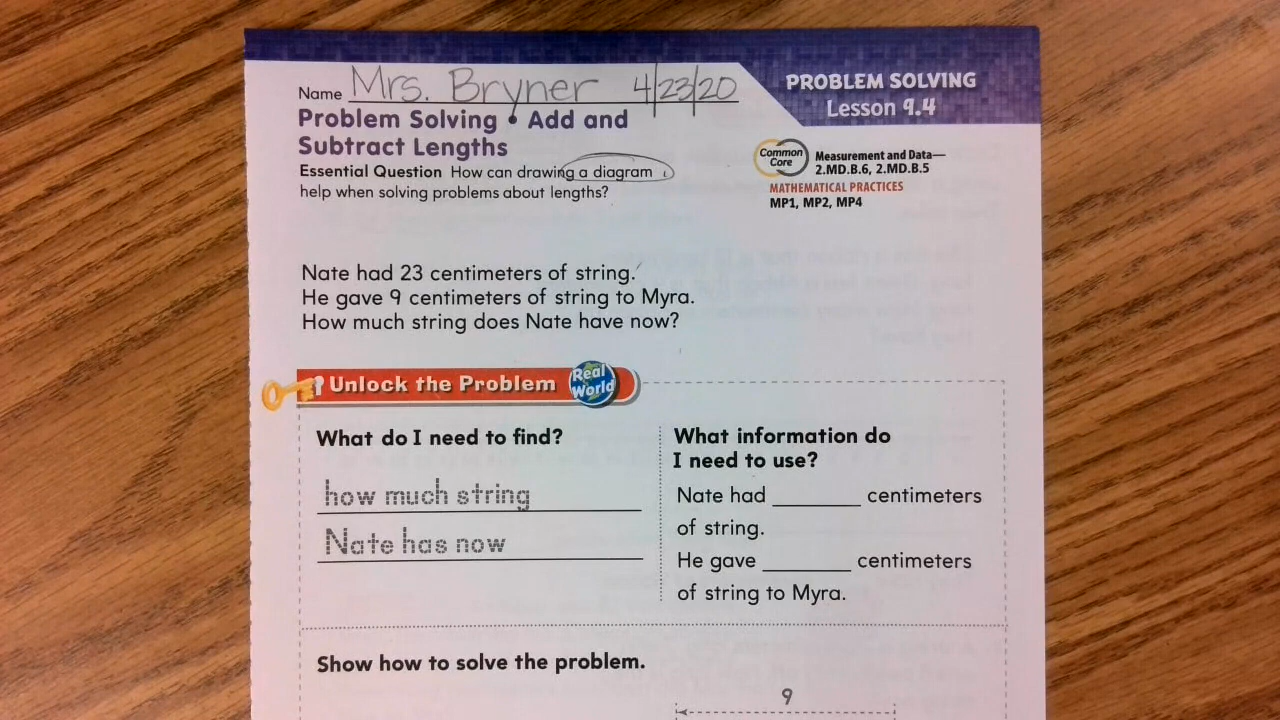 Name Mrs. Bryner 4/23/20
PROBLEM SOLVING
Lesson 9.4
Problem Solving • Add and
Subtract Lengths
Essential Question How can drawing a diagram
help when solving problems about lengths?
Common
Core
Measurement and Data—
2.MD.B.6, 2.MD.B.5
MATHEMATICAL PRACTICES
MP1, MP2, MP4
Nate had 23 centimeters of string.
He gave 9 centimeters of string to Myra.
How much string does Nate have now?
Unlock the Problem
Real
World
What do I need to find?
how much string
Nate has now
What information do
I need to use?
Nate had ________ centimeters
of string.
He gave ________ centimeters
of string to Myra.
Show how to solve the problem.
9